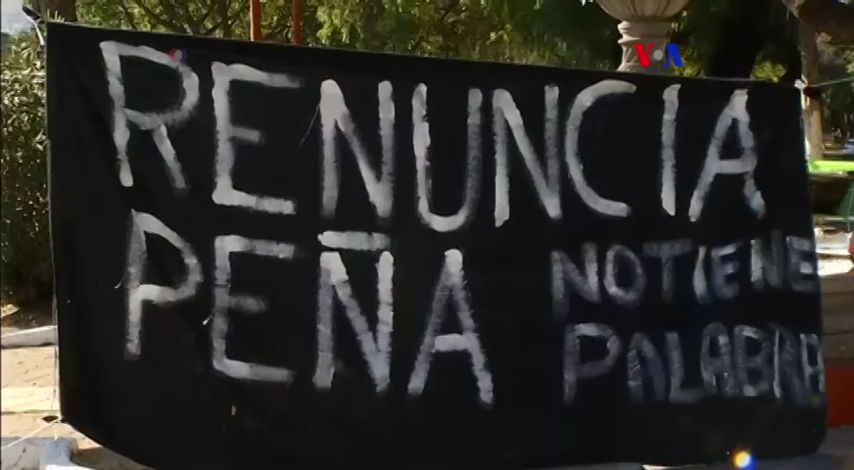 VOA
RENUNCIA
PEÑA
NO TIENE
PALABRA